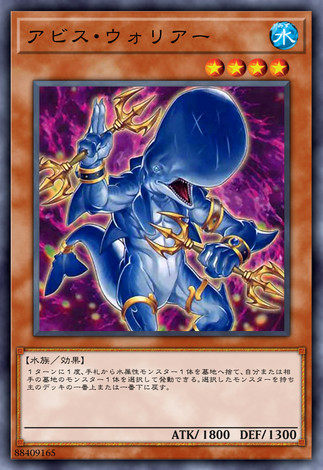 アビス・ウォリアー
水
【水族／効果】
１ターンに１度、手札から水属性モンスター１体を墓地へ捨て、自分または相
手の墓地のモンスター１体を選択して発動できる。選択したモンスターを持ち
主のデッキの一番上または一番下に戻す。
ATK/ 1800 DEF/ 1300
88409165